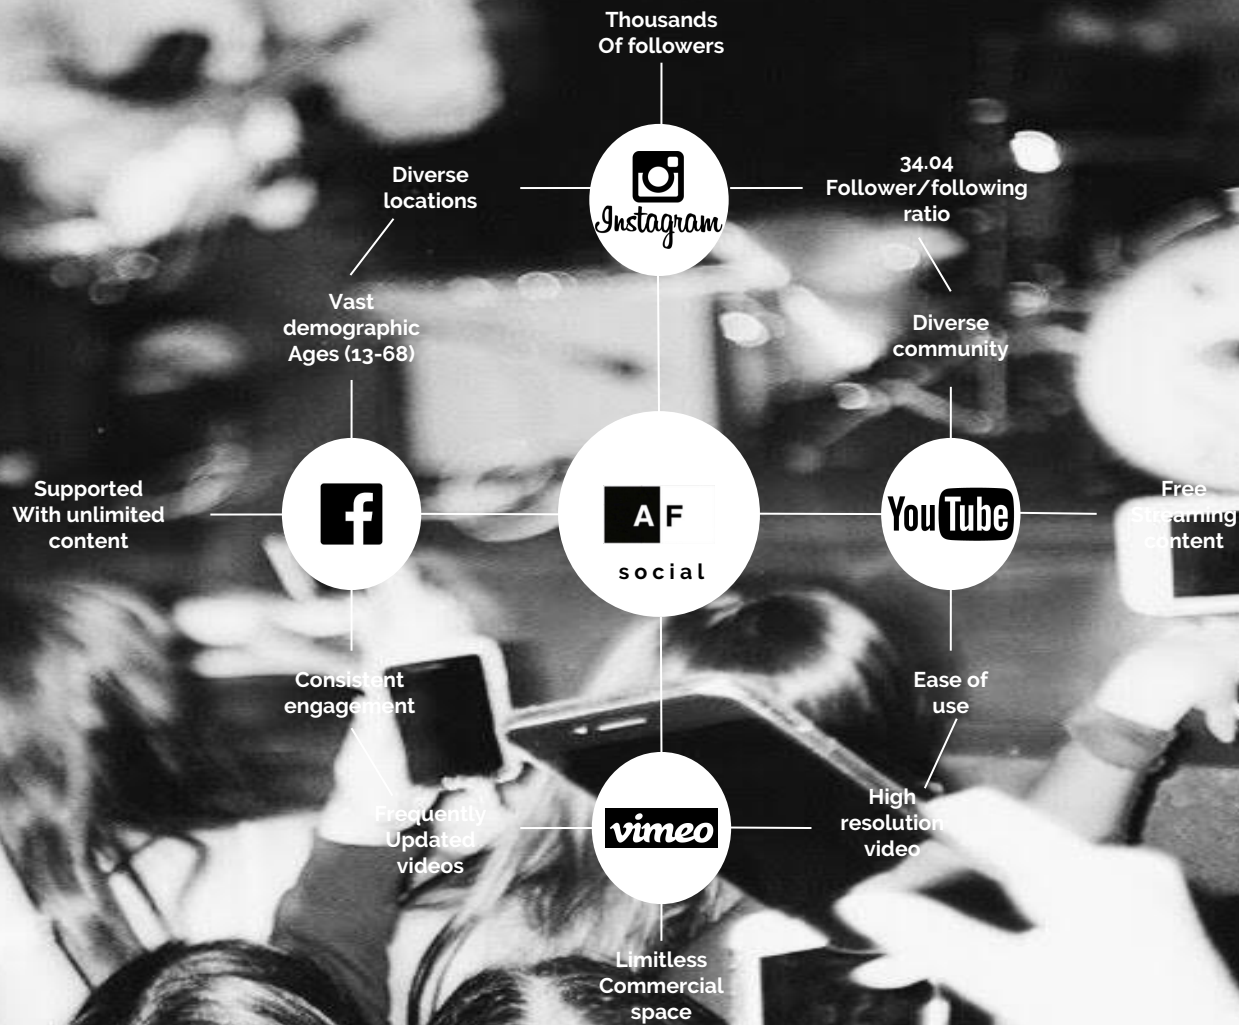 Thousands
Of followers
Instagram
Diverse
locations
34.04
Follower/following
ratio
Vast
demographic
Ages (13-68)
Diverse
community
Supported
With unlimited
content
f
A F
social
YouTube
Free
Streaming
content
Consistent
engagement
Ease of
use
Frequently
Updated
videos
vimeo
High
resolution
video
Limitless
Commercial
space